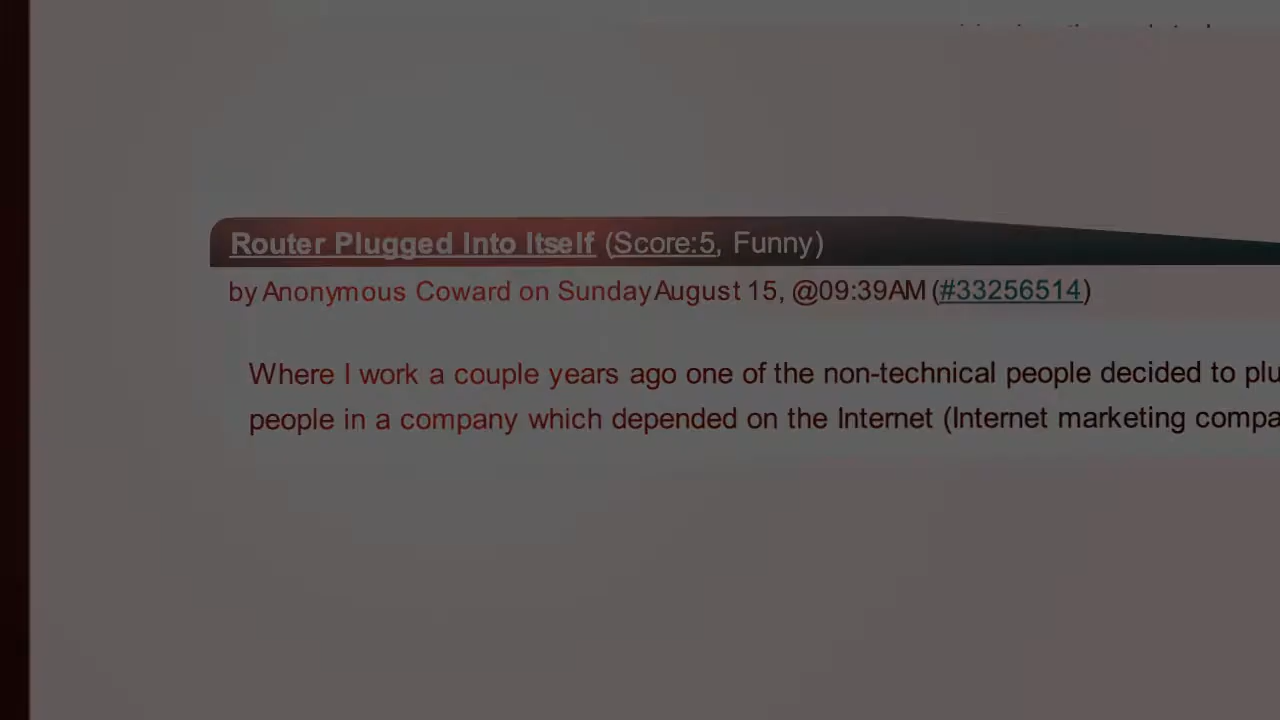 Router Plugged Into Itself (Score:5, Funny)
by Anonymous Coward on Sunday August 15, @09:39AM (#33256514)
Where I work a couple years ago one of the non-technical people decided to plu
people in a company which depended on the Internet (Internet marketing compa